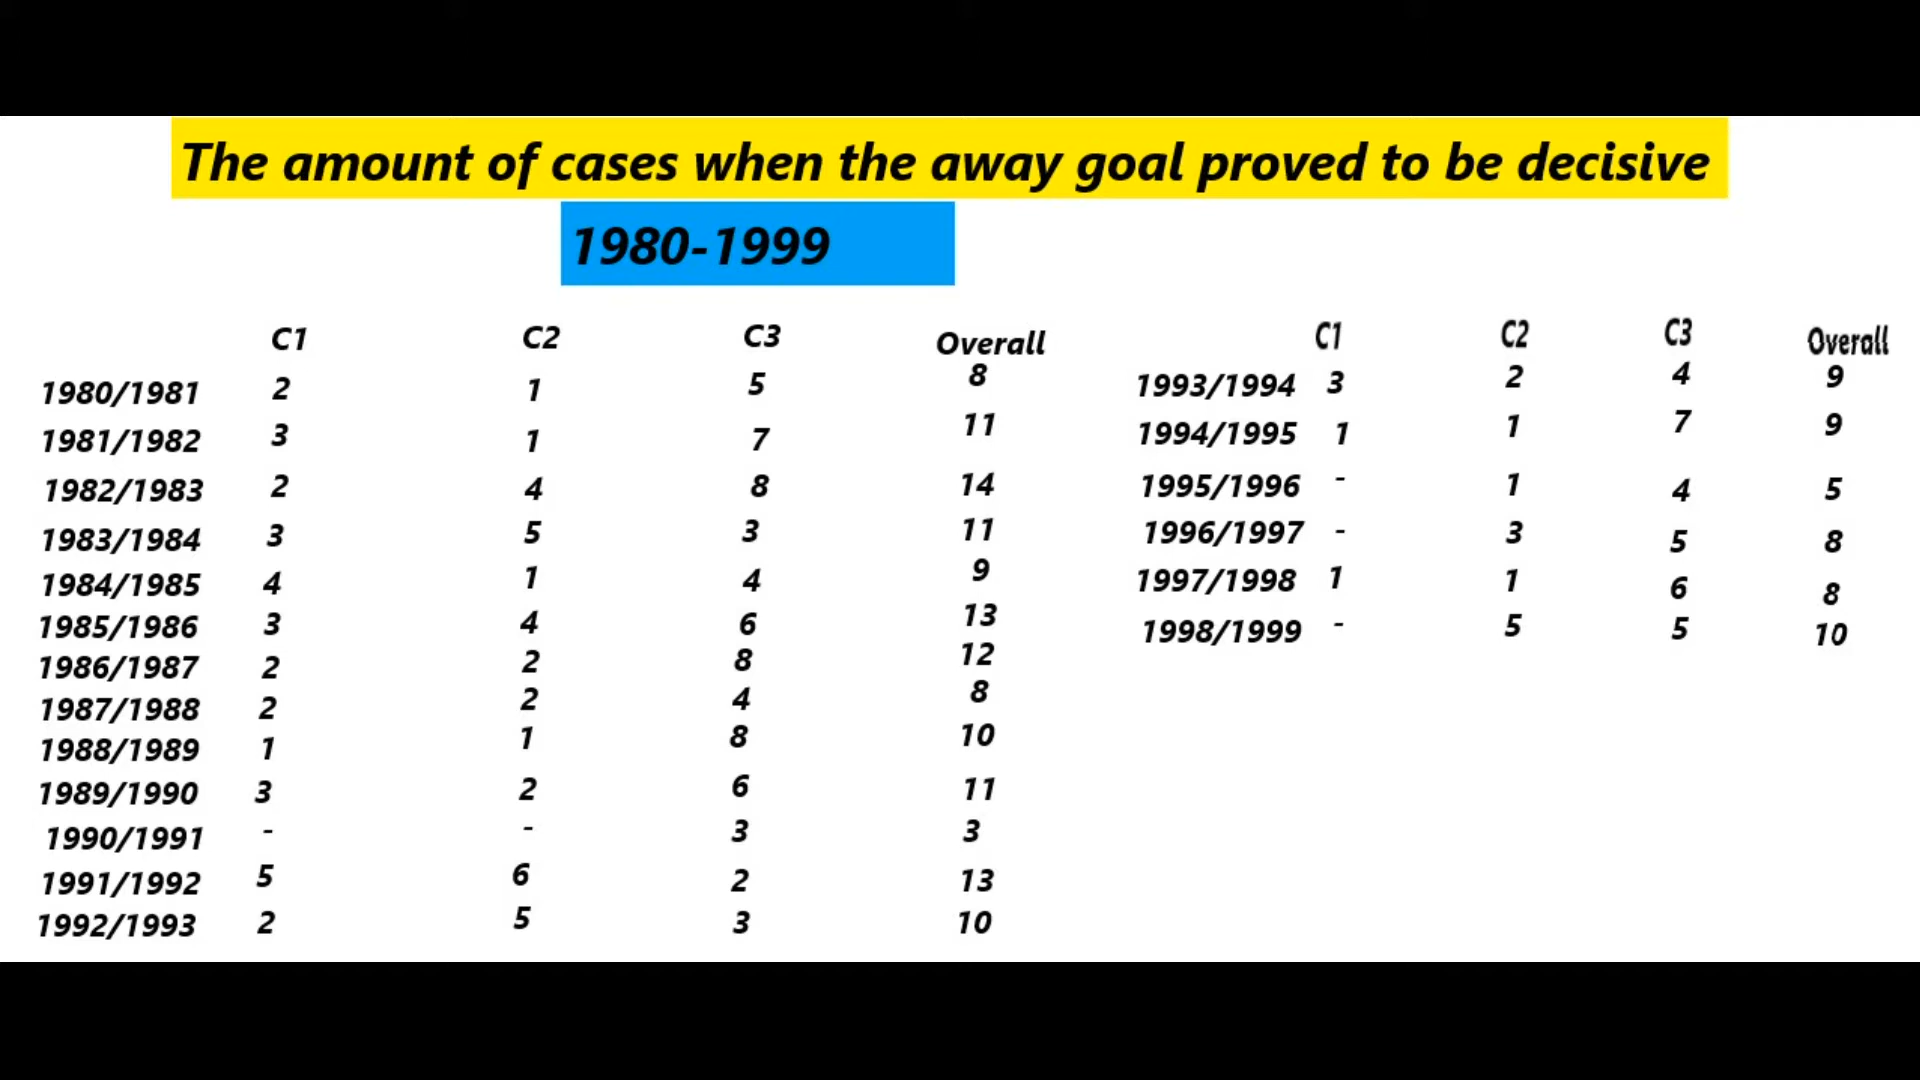 The amount of cases when the away goal proved to be decisive
1980-1999
C1 C2 C3 Overall
1980/1981 2 1 5 8
1981/1982 3 1 7 11
1982/1983 2 4 8 14
1983/1984 3 5 3 11
1984/1985 4 1 4 9
1985/1986 3 4 6 13
1986/1987 2 2 8 12
1987/1988 2 2 4 8
1988/1989 1 1 8 10
1989/1990 3 2 6 11
1990/1991 - - 3 3
1991/1992 5 6 2 13
1992/1993 2 5 3 10
C1 C2 C3 Overall
1993/1994 3 2 4 9
1994/1995 1 1 7 9
1995/1996 - 1 4 5
1996/1997 - 3 5 8
1997/1998 1 1 6 8
1998/1999 - 5 5 10